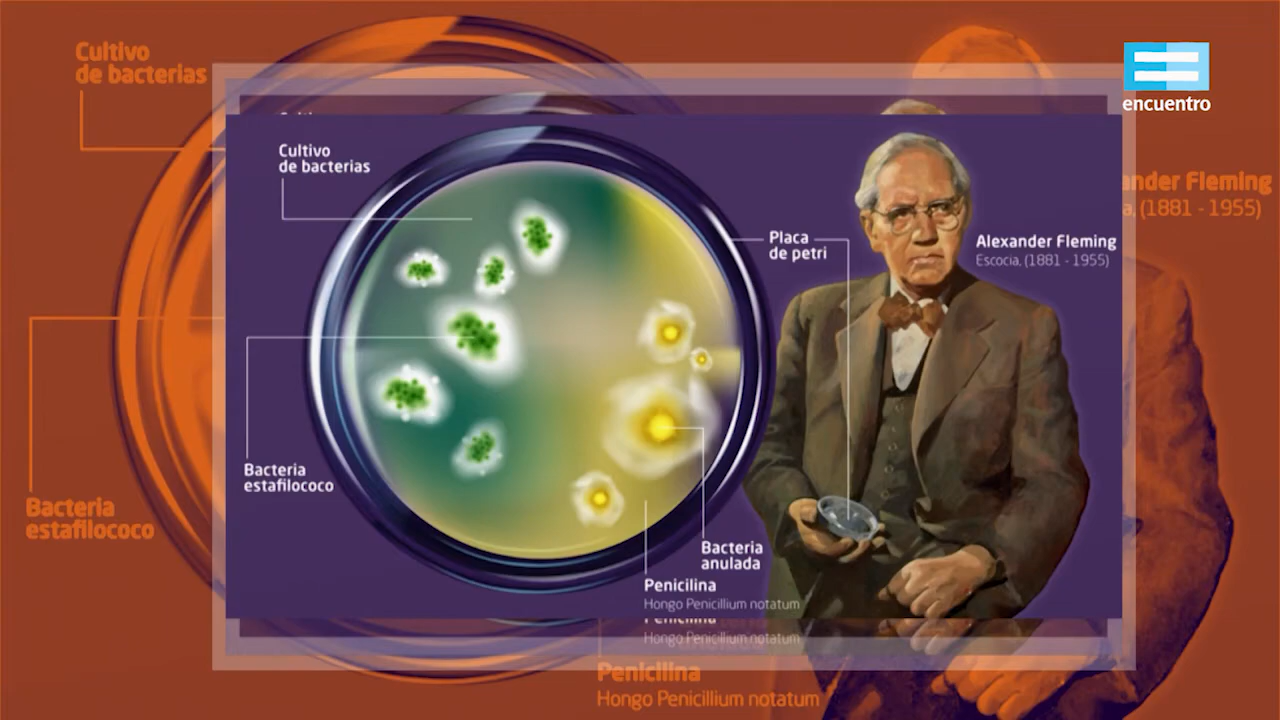 Cultivo
de bacterias
encuentro
Cultivo
de bacterias
ander Fleming
(1881 - 1955)
Placa
de petri
Alexander Fleming
Escocia, (1881 - 1955)
Bacteria
estafilococo
Bacteria
estafilococo
Bacteria
anulada
Penicilina
Hongo Penicillium notatum
Penicilina
Hongo Penicillium notatum
Penicilina
Hongo Penicillium notatum